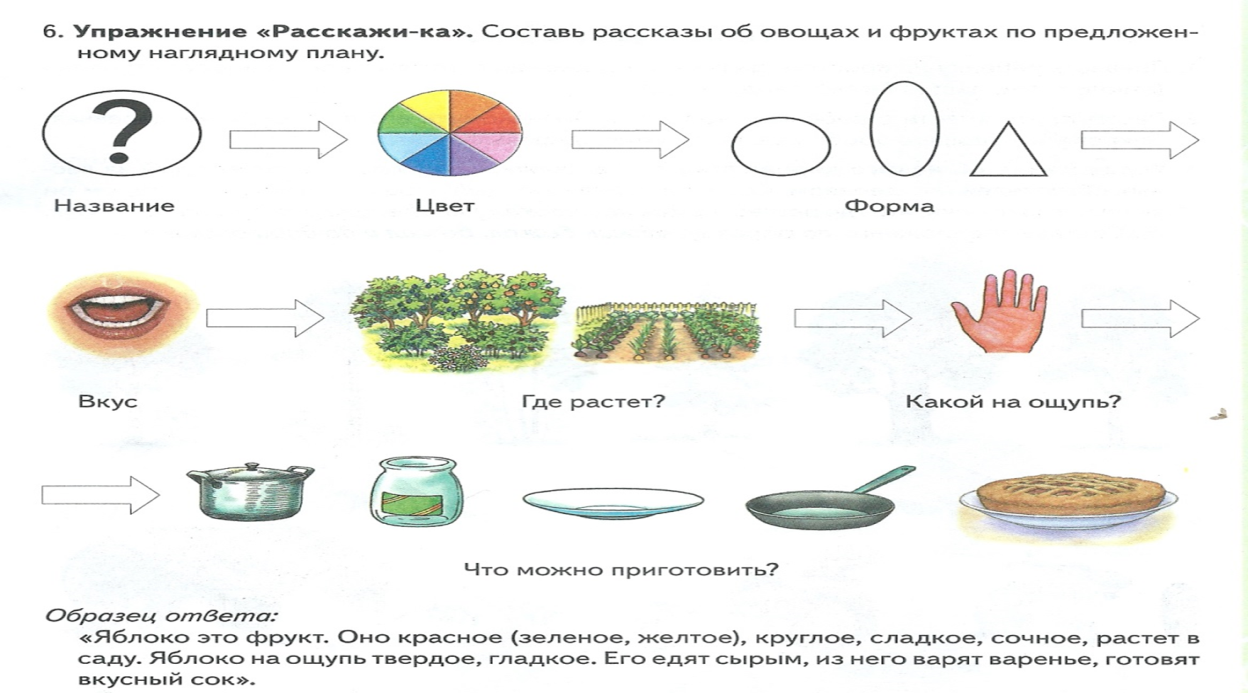 6. Упражнение «Расскажи-ка». Составь рассказы об овощах и фруктах по предложен-
ному наглядному плану.
?
Название
Цвет
Форма
Вкус
Где растет?
Какой на ощупь?
Что можно приготовить?
Образец ответа:
«Яблоко это фрукт. Оно красное (зеленое, желтое), круглое, сладкое, сочное, растет в
саду. Яблоко на ощупь твердое, гладкое. Его едят сырым, из него варят варенье, готовят
вкусный сок».